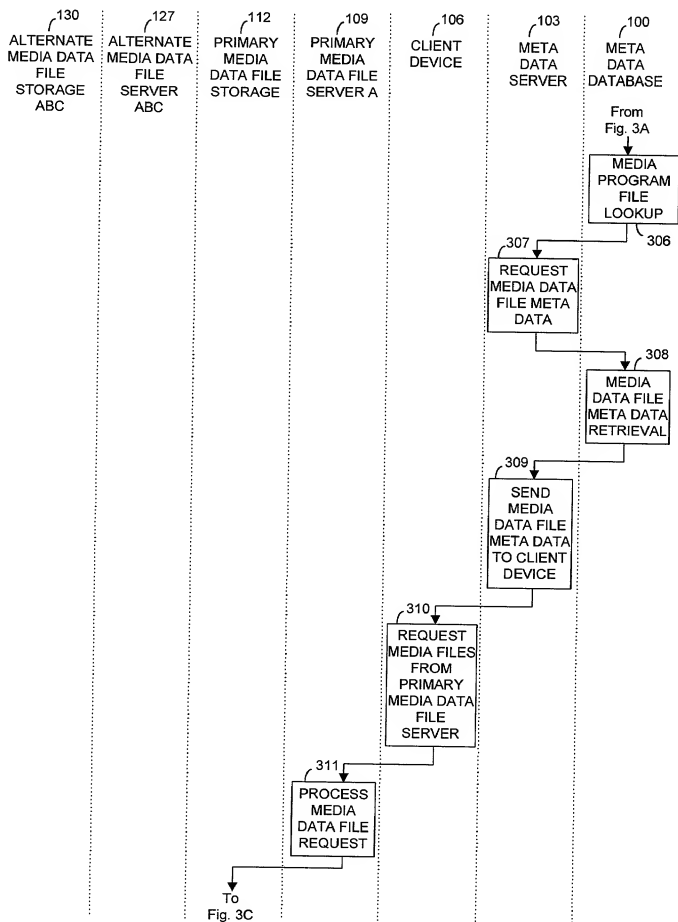 130
ALTERNATE
MEDIA DATA
FILE
STORAGE
ABC
127
ALTERNATE
MEDIA DATA
FILE
SERVER
ABC
112
PRIMARY
MEDIA
DATA FILE
STORAGE
109
PRIMARY
MEDIA
DATA FILE
SERVER A
106
CLIENT
DEVICE
103
META
DATA
SERVER
100
META
DATA
DATABASE
From
Fig. 3A
MEDIA
PROGRAM
FILE
LOOKUP
306
307
REQUEST
MEDIA DATA
FILE META
DATA
308
MEDIA
DATA FILE
META DATA
RETRIEVAL
309
SEND
MEDIA
DATA FILE
META DATA
TO CLIENT
DEVICE
310
REQUEST
MEDIA FILES
FROM
PRIMARY
MEDIA DATA
FILE
SERVER
311
PROCESS
MEDIA
DATA FILE
REQUEST
To
Fig. 3C